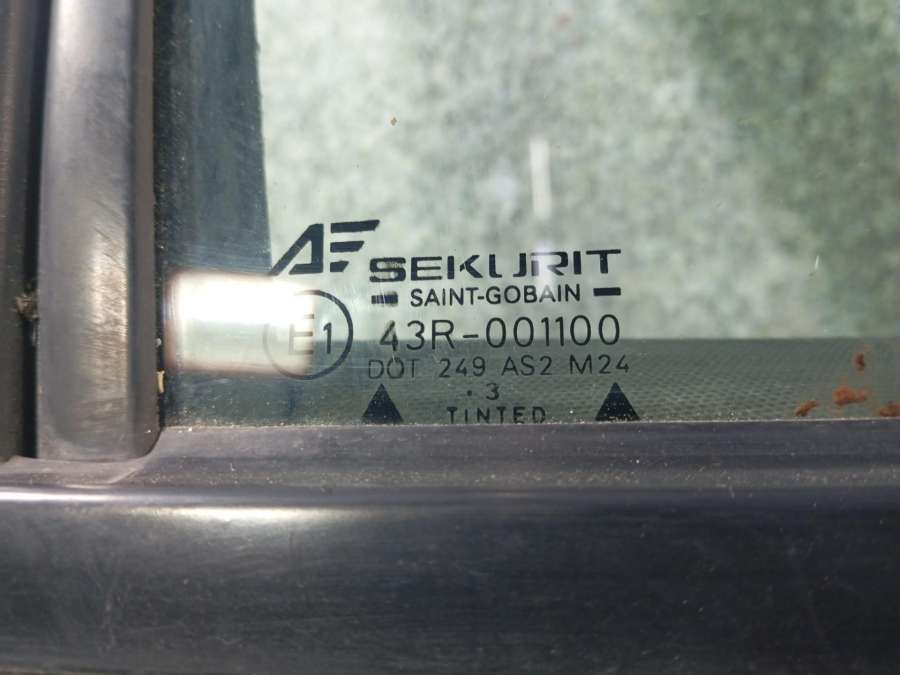 AF SEKURIT
SAINT-GOBAIN
E1 43R-001100
DOT 249 AS2 M24
. 3
TINTED